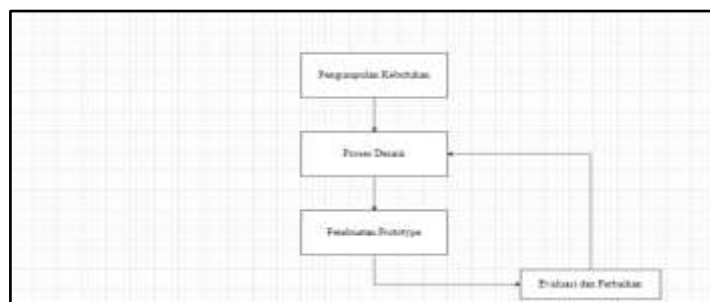 Pengumpulan Kebutuhan
Proses Desain
Pembuatan Prototype
Evaluasi dan Perbaikan